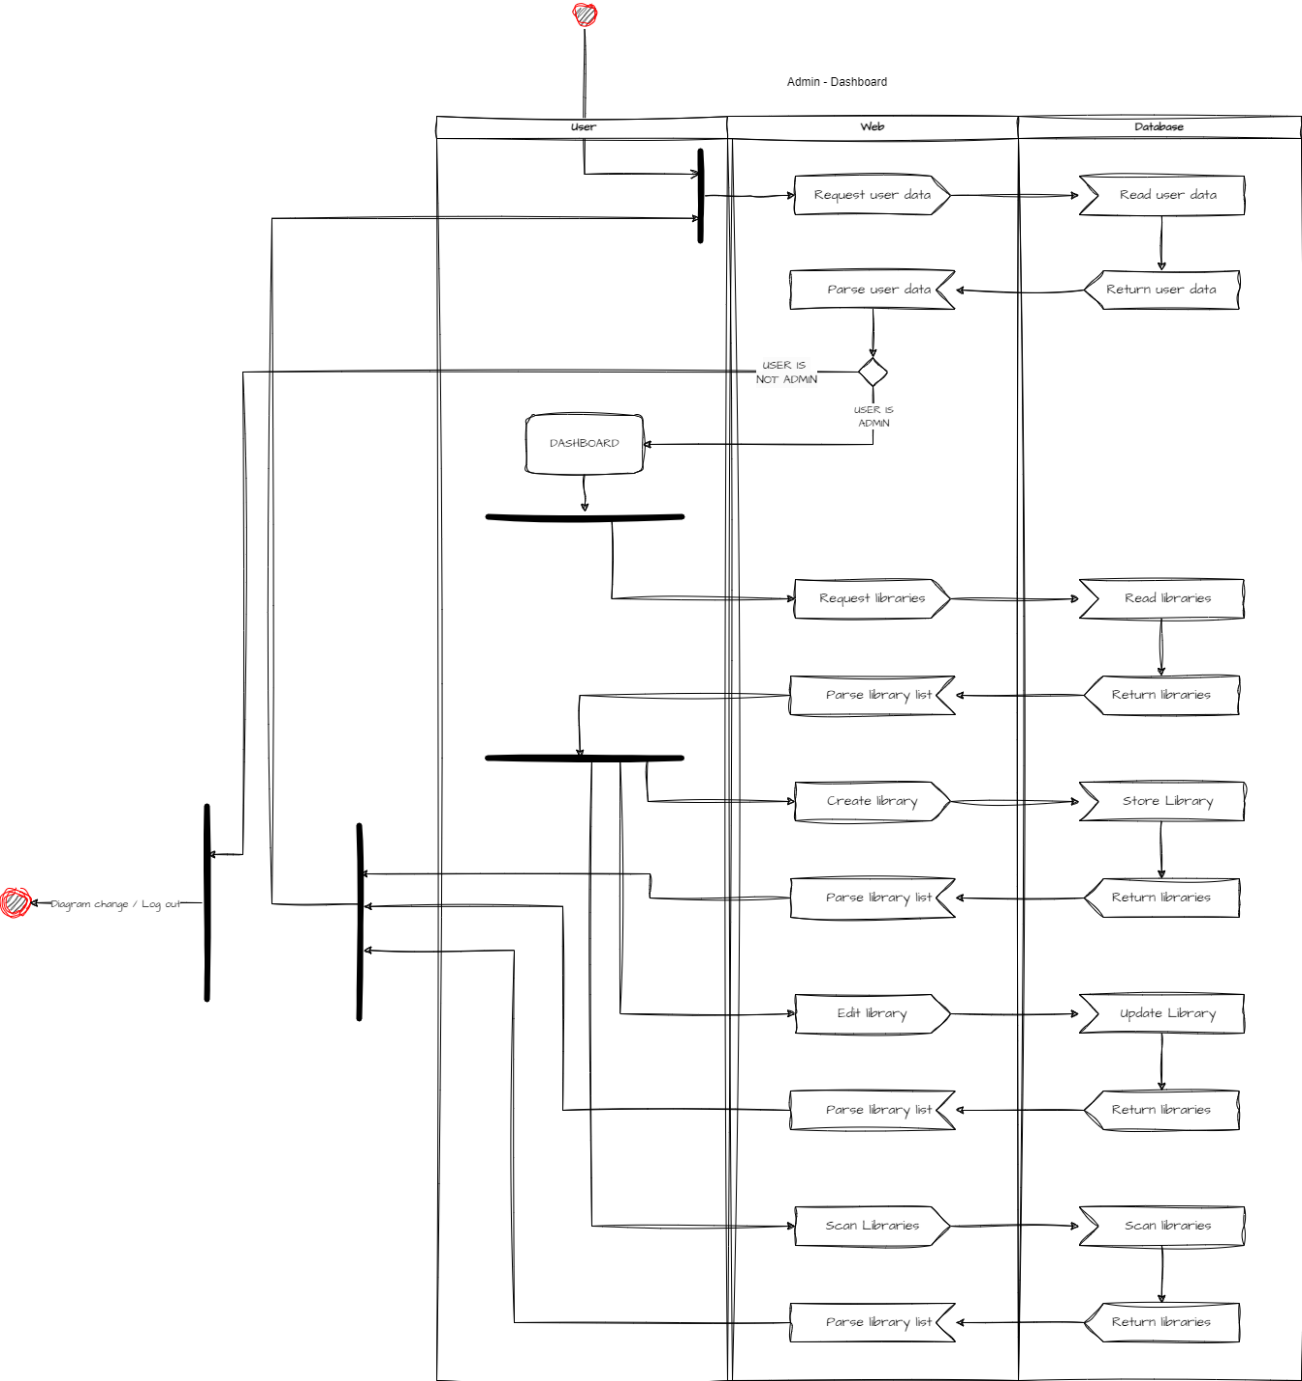 Admin - Dashboard
User
Web
Database
Request user data
Read user data
Parse user data
Return user data
USER IS
NOT ADMIN
USER IS
ADMIN
DASHBOARD
Request libraries
Read libraries
Parse library list
Return libraries
Create library
Store Library
Parse library list
Return libraries
Diagram change / Log out
Edit library
Update Library
Parse library list
Return libraries
Scan Libraries
Scan libraries
Parse library list
Return libraries